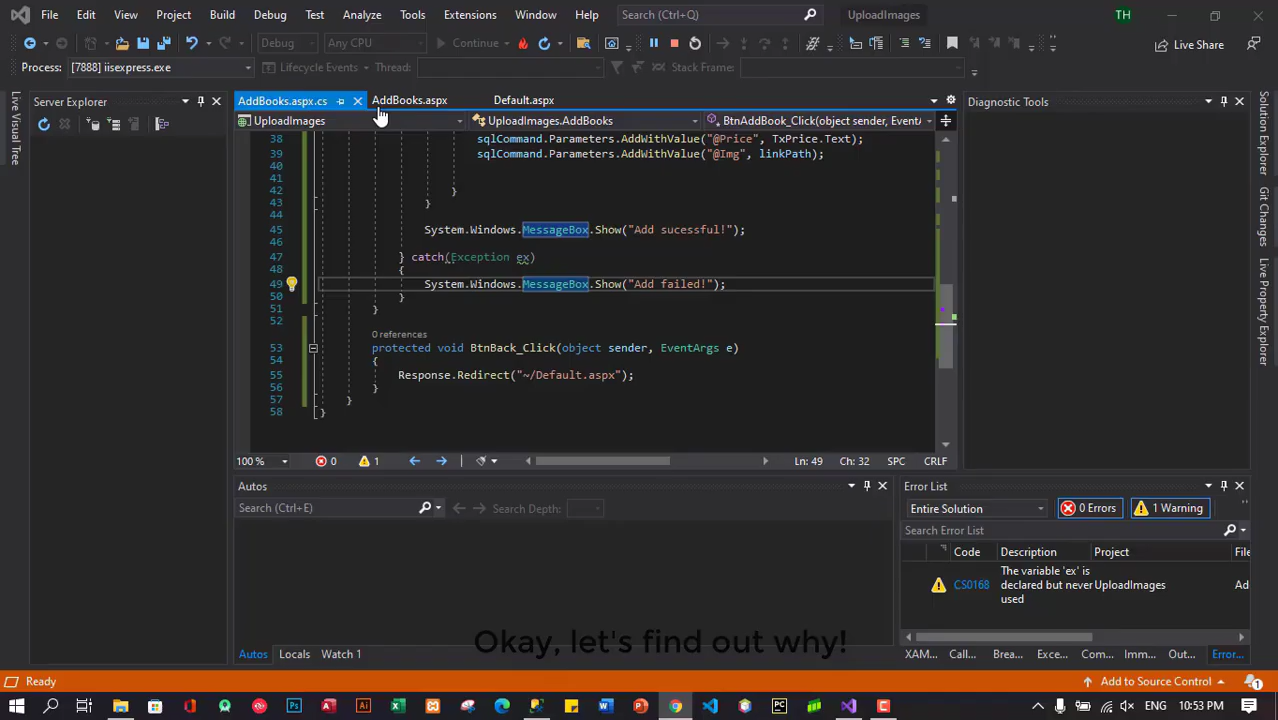 File Edit View Project Build Debug Test Analyze Tools Extensions Window Help Search (Ctrl+Q) UploadImages TH
Debug Any CPU Continue Live Share
Process: [7888] iisexpress.exe Lifecycle Events Thread: Stack Frame:
Live Visual Tree
Server Explorer
AddBooks.aspx.cs AddBooks.aspx Default.aspx
UploadImages UploadImages.AddBooks BtnAddBook_Click(object sender, EventA
38 sqlCommand.Parameters.AddWithValue("@Price", TxPrice.Text);
39 sqlCommand.Parameters.AddWithValue("@Img", linkPath);
40
41
42 }
43 }
44
45 System.Windows.MessageBox.Show("Add sucessful!");
46
47 } catch(Exception ex)
48 {
49 System.Windows.MessageBox.Show("Add failed!");
50 }
51 }
52
0 references
53 protected void BtnBack_Click(object sender, EventArgs e)
54 {
55 Response.Redirect("~/Default.aspx");
56 }
57 }
58 }
100 % 0 1 Ln: 49 Ch: 32 SPC CRLF
Diagnostic Tools
Solution Explorer
Git Changes
Live Property Explorer
Autos
Search (Ctrl+E) Search Depth:
Autos Locals Watch 1
Error List
Entire Solution 0 Errors 1 Warning
Search Error List
Code Description Project File
CS0168 The variable 'ex' is declared but never used UploadImages Ad
XAM... Call... Brea... Exce... Com... Imm... Out... Error...
Okay, let's find out why!
Ready Add to Source Control 1
ENG 10:53 PM